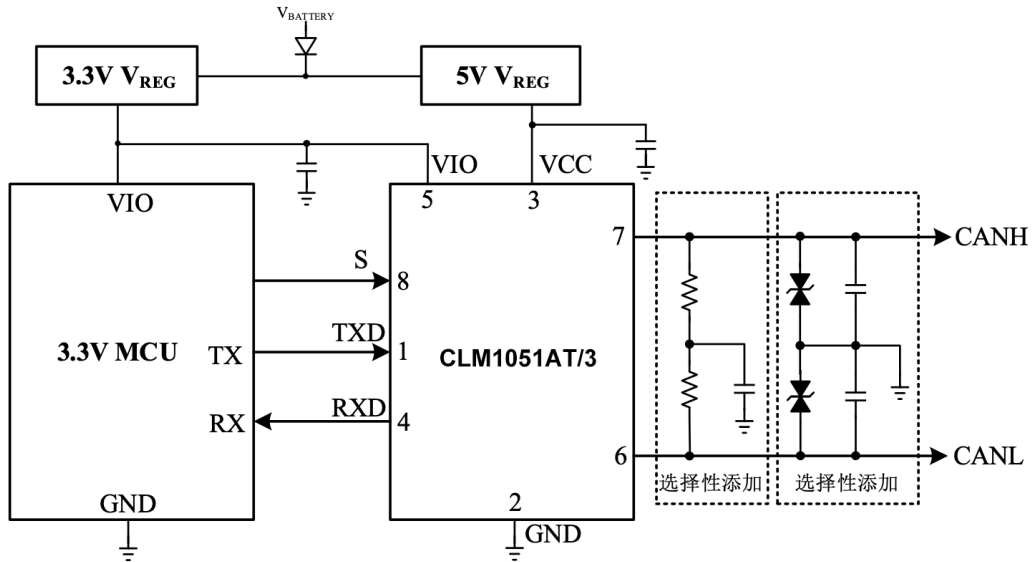 VBATTERY
3.3V VREG
5V VREG
VIO
VCC
VIO
5
3
7
CANH
S
8
3.3V MCU
TX
TXD
1
CLM1051AT/3
RX
RXD
4
6
CANL
选择性添加
选择性添加
GND
2
GND